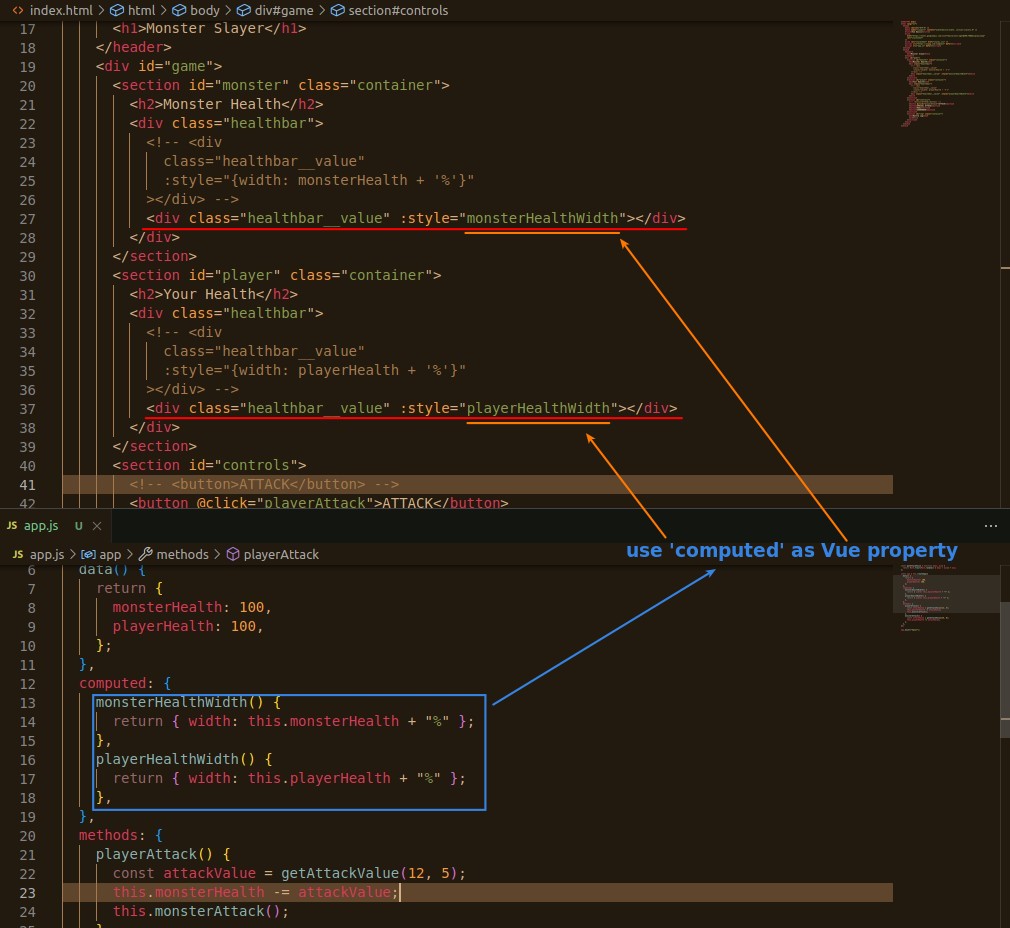 index.html > html > body > div#game > section#controls
17 <h1>Monster Slayer</h1>
18 </header>
19 <div id="game">
20 <section id="monster" class="container">
21 <h2>Monster Health</h2>
22 <div class="healthbar">
23 <!-- <div
24 class="healthbar__value"
25 :style="{width: monsterHealth + '%'}"
26 ></div> -->
27 <div class="healthbar__value" :style="monsterHealthWidth"></div>
28 </div>
29 </section>
30 <section id="player" class="container">
31 <h2>Your Health</h2>
32 <div class="healthbar">
33 <!-- <div
34 class="healthbar__value"
35 :style="{width: playerHealth + '%'}"
36 ></div> -->
37 <div class="healthbar__value" :style="playerHealthWidth"></div>
38 </div>
39 </section>
40 <section id="controls">
41 <!-- <button>ATTACK</button> -->
42 <button @click="playerAttack">ATTACK</button>
JS app.js U
use 'computed' as Vue property
JS app.js > app > methods > playerAttack
6 data() {
7 return {
8 monsterHealth: 100,
9 playerHealth: 100,
10 };
11 },
12 computed: {
13 monsterHealthWidth() {
14 return { width: this.monsterHealth + "%" };
15 },
16 playerHealthWidth() {
17 return { width: this.playerHealth + "%" };
18 },
19 },
20 methods: {
21 playerAttack() {
22 const attackValue = getAttackValue(12, 5);
23 this.monsterHealth -= attackValue;
24 this.monsterAttack();